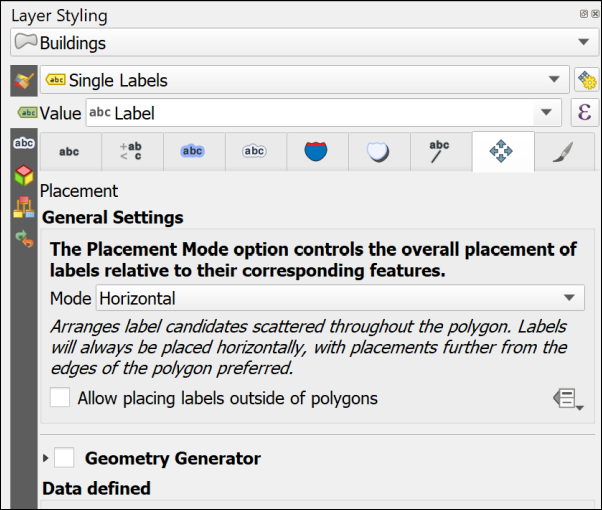 Layer Styling
Buildings
abc Single Labels
abc Value abc Label ε
abc abc +ab < c abc abc abc
Placement
General Settings
The Placement Mode option controls the overall placement of
labels relative to their corresponding features.
Mode Horizontal
Arranges label candidates scattered throughout the polygon. Labels
will always be placed horizontally, with placements further from the
edges of the polygon preferred.
Allow placing labels outside of polygons
Geometry Generator
Data defined